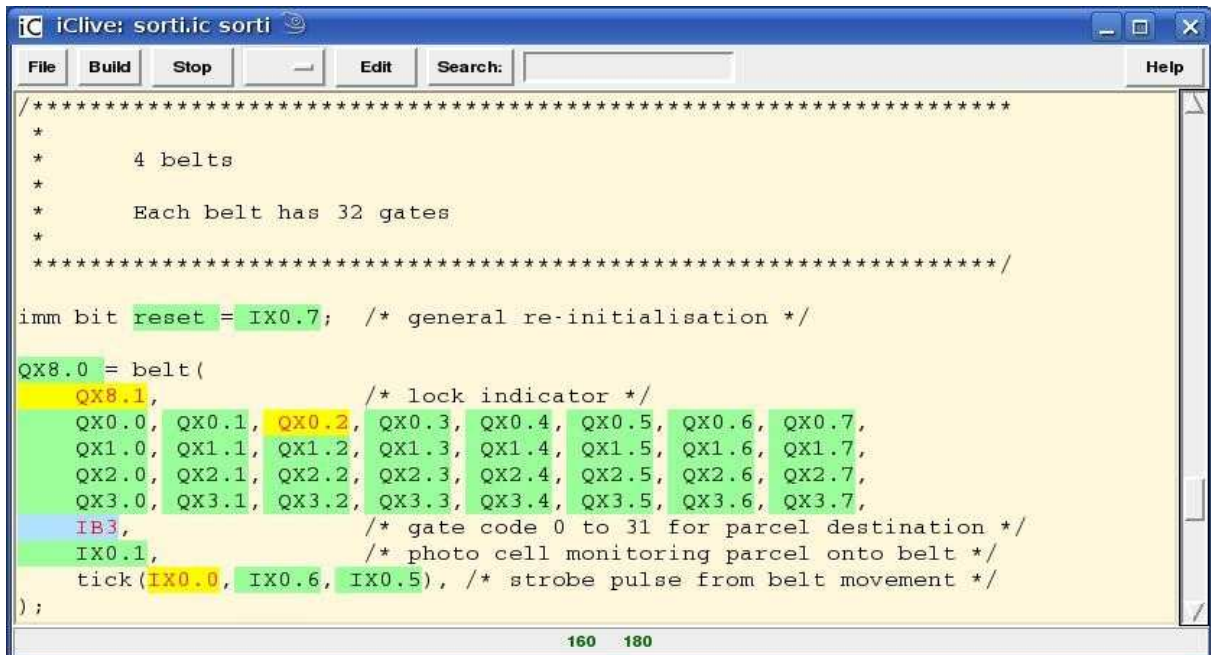 iC iClive: sorti.ic sorti
File Build Stop Edit Search: Help
/********************************************************************
 *
 *      4 belts
 *
 *      Each belt has 32 gates
 *
 *******************************************************************/
imm bit reset = IX0.7;  /* general re-initialisation */
QX8.0 = belt(
    QX8.1,              /* lock indicator */
    QX0.0, QX0.1, QX0.2, QX0.3, QX0.4, QX0.5, QX0.6, QX0.7,
    QX1.0, QX1.1, QX1.2, QX1.3, QX1.4, QX1.5, QX1.6, QX1.7,
    QX2.0, QX2.1, QX2.2, QX2.3, QX2.4, QX2.5, QX2.6, QX2.7,
    QX3.0, QX3.1, QX3.2, QX3.3, QX3.4, QX3.5, QX3.6, QX3.7,
    IB3,                /* gate code 0 to 31 for parcel destination */
    IX0.1,              /* photo cell monitoring parcel onto belt */
    tick(IX0.0, IX0.6, IX0.5), /* strobe pulse from belt movement */
);
160 180